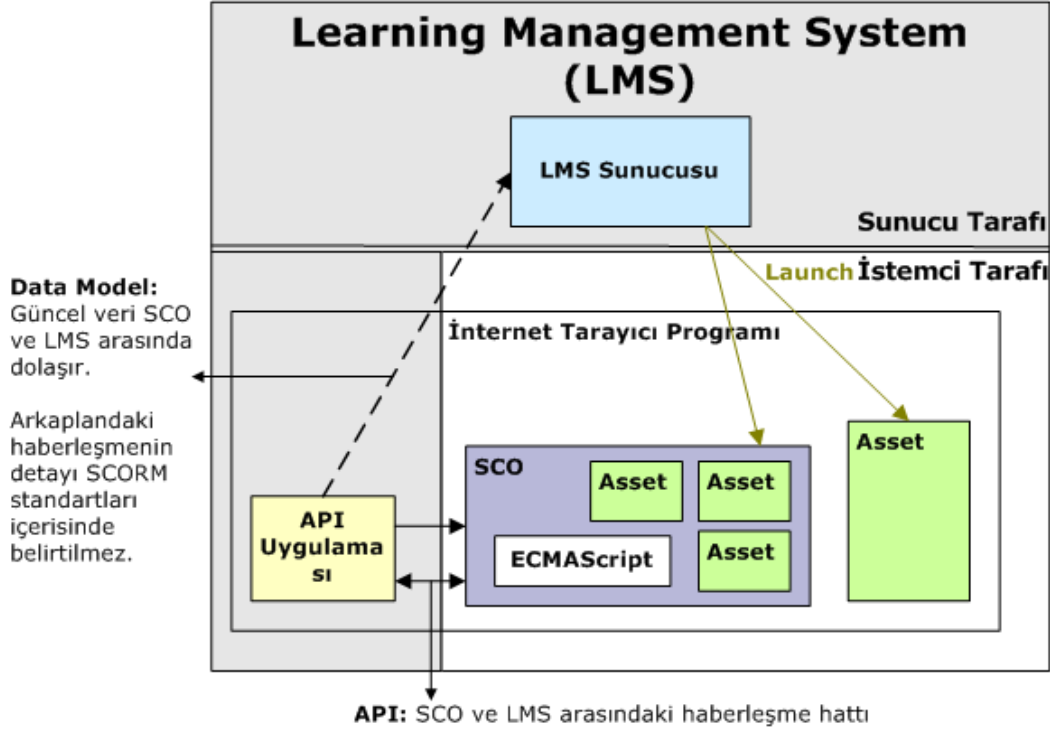 Learning Management System
(LMS)
LMS Sunucusu
Sunucu Tarafı
Launch İstemci Tarafı
Data Model:
Güncel veri SCO
ve LMS arasında
dolaşır.
Arkaplandaki
haberleşmenin
detayı SCORM
standartları
içerisinde
belirtilmez.
İnternet Tarayıcı Programı
API
Uygulama
sı
SCO
Asset
Asset
ECMAScript
Asset
Asset
API: SCO ve LMS arasındaki haberleşme hattı